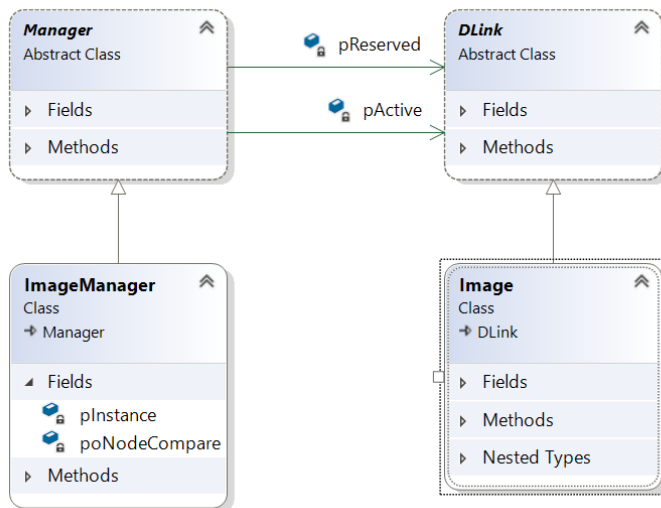 Manager
Abstract Class
Fields
Methods
pReserved
pActive
DLink
Abstract Class
Fields
Methods
ImageManager
Class
Manager
Fields
pInstance
poNodeCompare
Methods
Image
Class
DLink
Fields
Methods
Nested Types